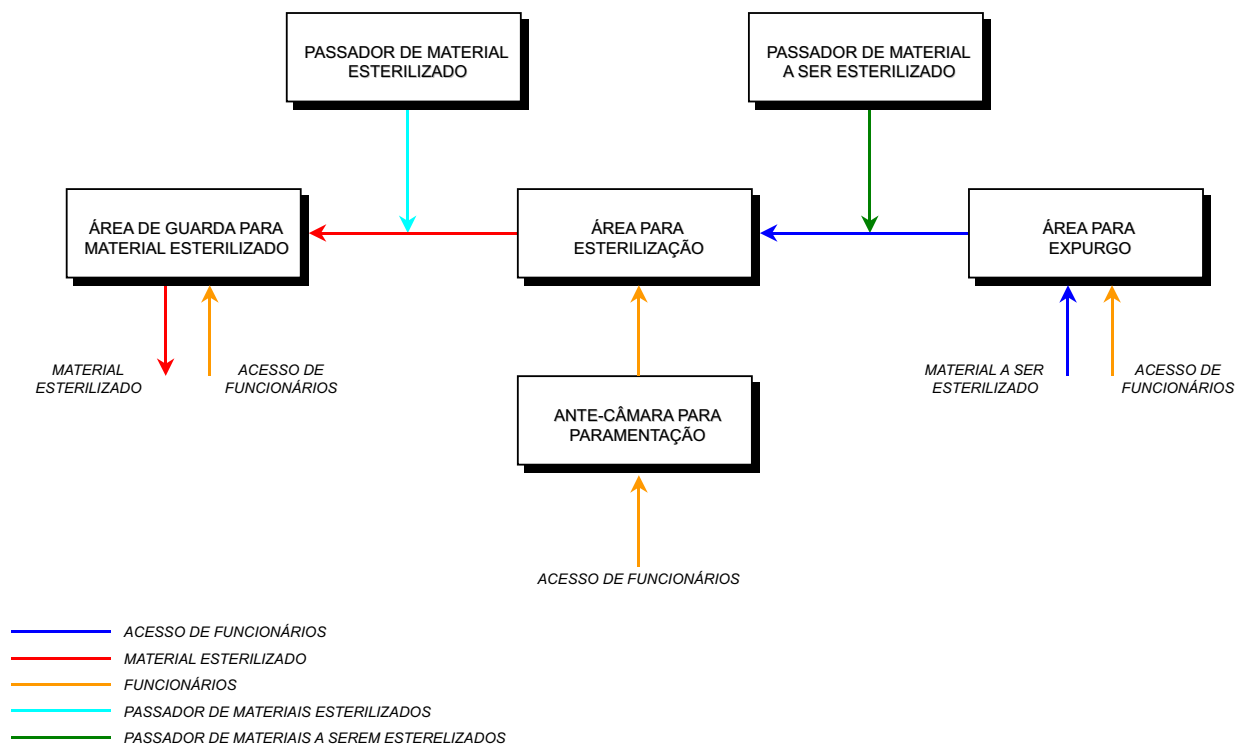 PASSADOR DE MATERIAL
ESTERILIZADO
PASSADOR DE MATERIAL
A SER ESTERILIZADO
ÁREA DE GUARDA PARA
MATERIAL ESTERILIZADO
ÁREA PARA
ESTERILIZAÇÃO
ÁREA PARA
EXPURGO
MATERIAL
ESTERILIZADO
ACESSO DE
FUNCIONÁRIOS
MATERIAL A SER
ESTERILIZADO
ACESSO DE
FUNCIONÁRIOS
ANTE-CÂMARA PARA
PARAMENTAÇÃO
ACESSO DE FUNCIONÁRIOS
ACESSO DE FUNCIONÁRIOS
MATERIAL ESTERILIZADO
FUNCIONÁRIOS
PASSADOR DE MATERIAIS ESTERILIZADOS
PASSADOR DE MATERIAIS A SEREM ESTERELIZADOS